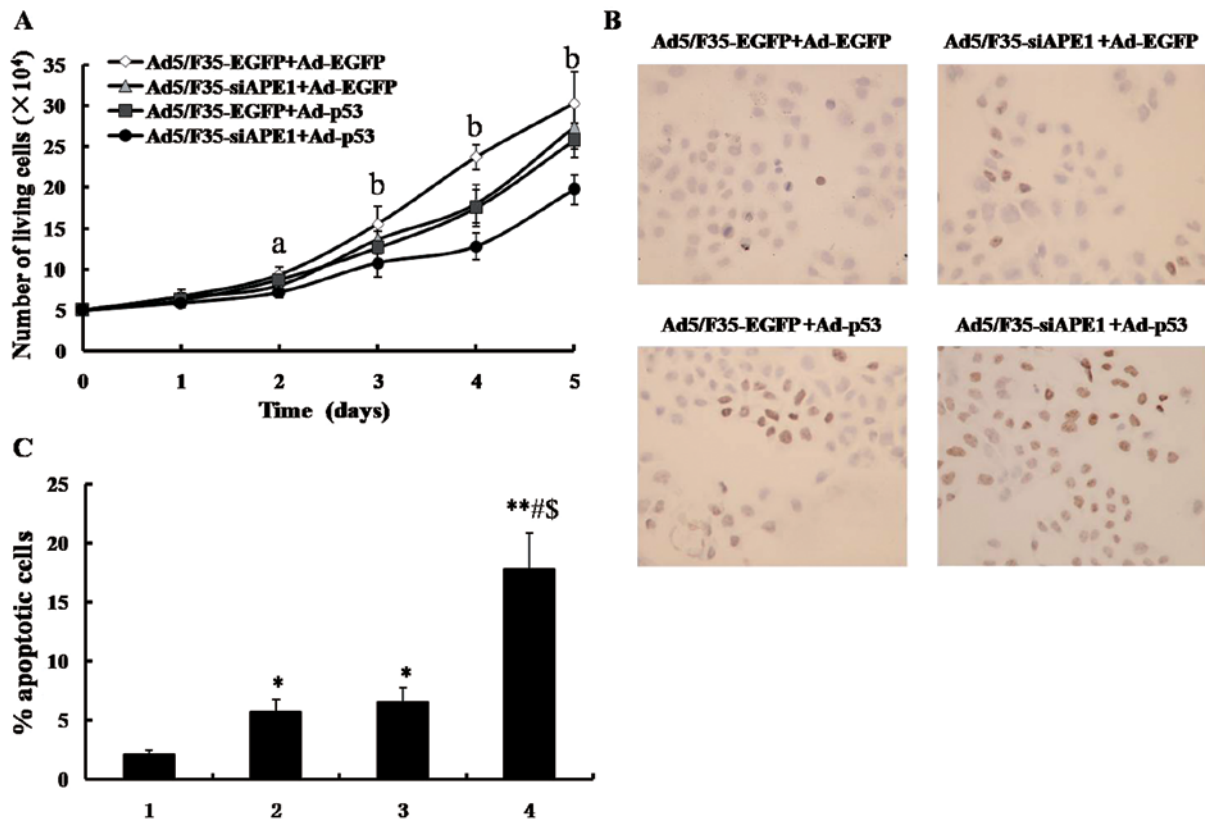 A
Ad5/F35-EGFP+Ad-EGFP
Ad5/F35-siAPE1+Ad-EGFP
Ad5/F35-EGFP+Ad-p53
Ad5/F35-siAPE1+Ad-p53
Number of living cells (×10⁴)
35
30
25
20
15
10
5
0
a
b
b
b
0 1 2 3 4 5
Time (days)
B
Ad5/F35-EGFP+Ad-EGFP
Ad5/F35-siAPE1+Ad-EGFP
Ad5/F35-EGFP+Ad-p53
Ad5/F35-siAPE1+Ad-p53
C
% apoptotic cells
25
20
15
10
5
0
*
*
**#$
1 2 3 4